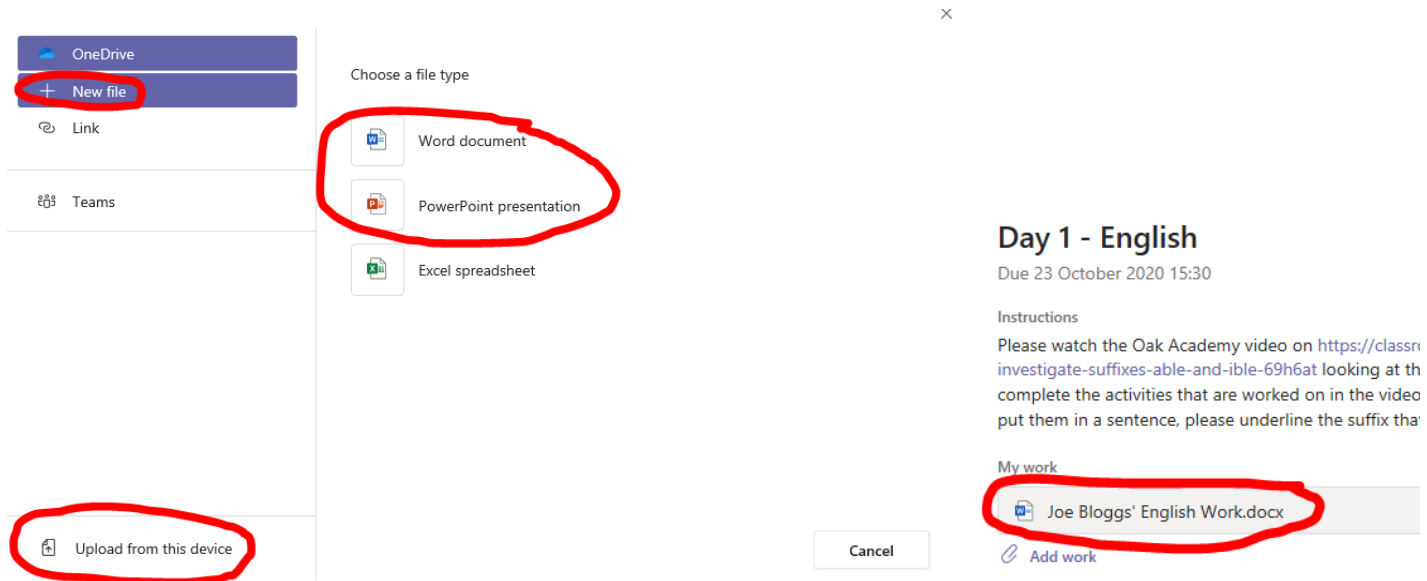 OneDrive
New file
Link
Teams
Upload from this device
Choose a file type
Word document
PowerPoint presentation
Excel spreadsheet
Cancel
Day 1 - English
Due 23 October 2020 15:30
Instructions
Please watch the Oak Academy video on https://classr
investigate-suffixes-able-and-ible-69h6at looking at th
complete the activities that are worked on in the video
put them in a sentence, please underline the suffix tha
My work
Joe Bloggs' English Work.docx
Add work